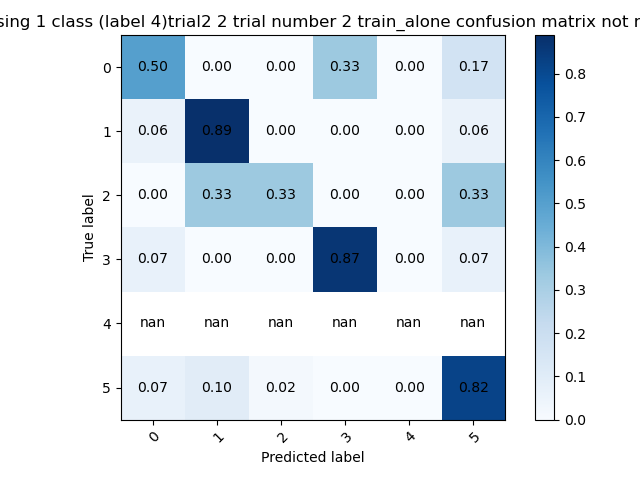 sing 1 class (label 4)trial2 2 trial number 2 train_alone confusion matrix not
0 0.50 0.00 0.00 0.33 0.00 0.17
1 0.06 0.89 0.00 0.00 0.00 0.06
2 0.00 0.33 0.33 0.00 0.00 0.33
3 0.07 0.00 0.00 0.87 0.00 0.07
4 nan nan nan nan nan nan
5 0.07 0.10 0.02 0.00 0.00 0.82
True label
0 1 2 3 4 5
Predicted label
0.8
0.7
0.6
0.5
0.4
0.3
0.2
0.1
0.0